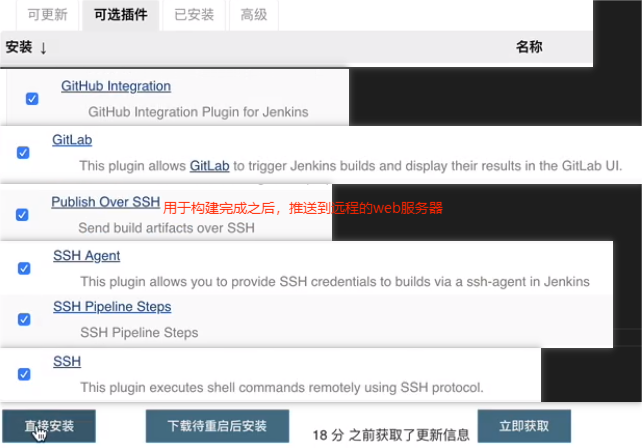 可更新 可选插件 已安装 高级
安装 ↓ 名称
GitHub Integration
GitHub Integration Plugin for Jenkins
GitLab
This plugin allows GitLab to trigger Jenkins builds and display their results in the GitLab UI.
Publish Over SSH 用于构建完成之后，推送到远程的web服务器
Send build artifacts over SSH
SSH Agent
This plugin allows you to provide SSH credentials to builds via a ssh-agent in Jenkins
SSH Pipeline Steps
SSH Pipeline Steps
SSH
This plugin executes shell commands remotely using SSH protocol.
直接安装 下载待重启后安装 18 分 之前获取了更新信息 立即获取